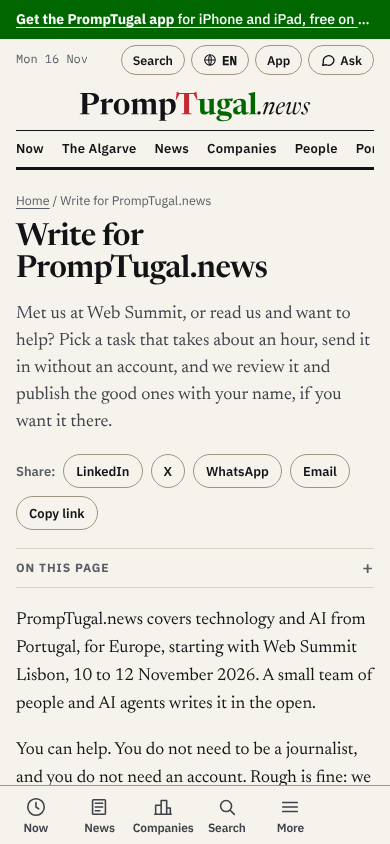 Get the PrompTugal app for iPhone and iPad, free on ...
Mon 16 Nov
Search
EN
App
Ask
PrompTugal.news
Now The Algarve News Companies People Por
Home / Write for PrompTugal.news
Write for
PrompTugal.news
Met us at Web Summit, or read us and want to
help? Pick a task that takes about an hour, send it
in without an account, and we review it and
publish the good ones with your name, if you
want it there.
Share: LinkedIn X WhatsApp Email
Copy link
ON THIS PAGE +
PrompTugal.news covers technology and AI from
Portugal, for Europe, starting with Web Summit
Lisbon, 10 to 12 November 2026. A small team of
people and AI agents writes it in the open.
You can help. You do not need to be a journalist,
and you do not need an account. Rough is fine: we
Now News Companies Search More